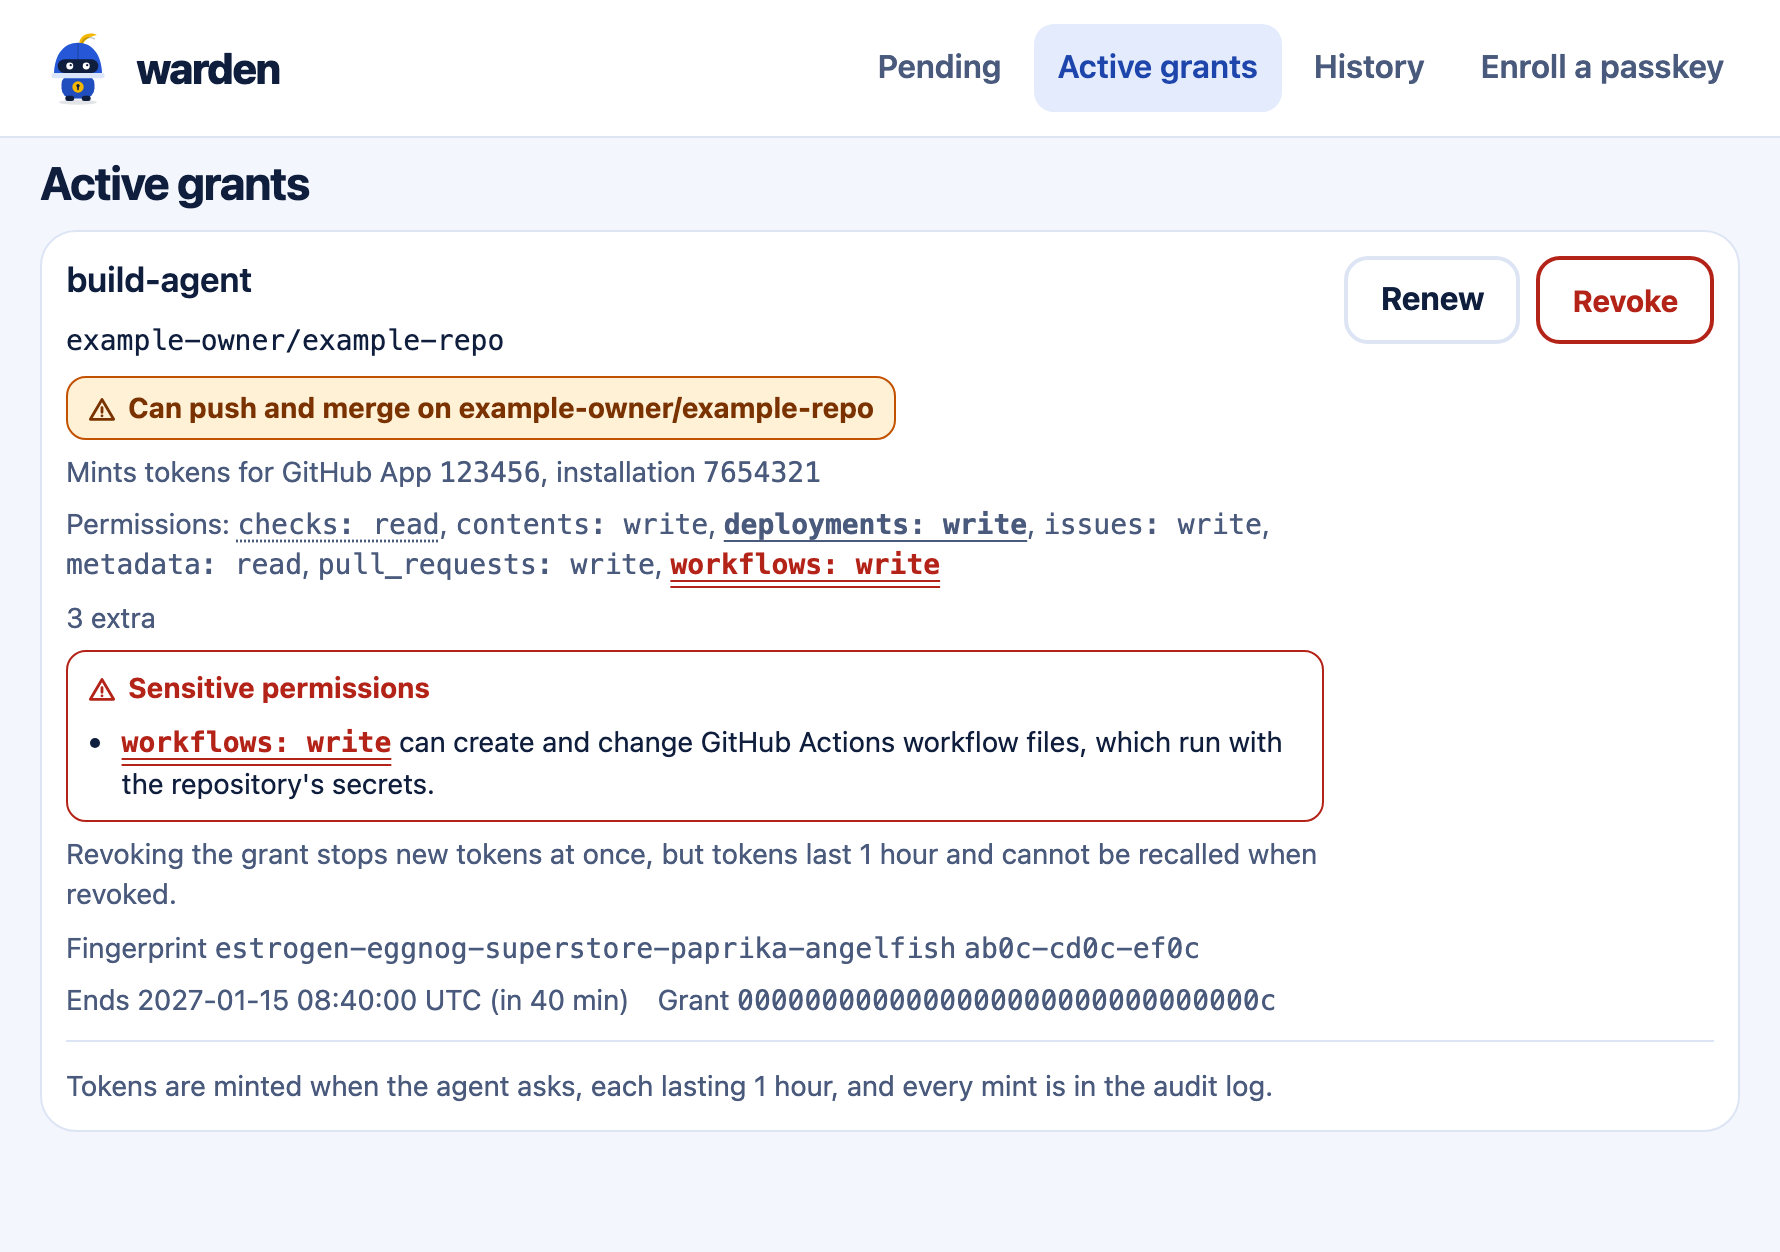 warden
Pending
Active grants
History
Enroll a passkey
Active grants
build-agent
Renew
Revoke
example-owner/example-repo
Can push and merge on example-owner/example-repo
Mints tokens for GitHub App 123456, installation 7654321
Permissions: checks: read, contents: write, deployments: write, issues: write,
metadata: read, pull_requests: write, workflows: write
3 extra
Sensitive permissions
• workflows: write can create and change GitHub Actions workflow files, which run with
the repository's secrets.
Revoking the grant stops new tokens at once, but tokens last 1 hour and cannot be recalled when
revoked.
Fingerprint estrogen-eggnog-superstore-paprika-angelfish ab0c-cd0c-ef0c
Ends 2027-01-15 08:40:00 UTC (in 40 min) Grant 0000000000000000000000000000000c
Tokens are minted when the agent asks, each lasting 1 hour, and every mint is in the audit log.